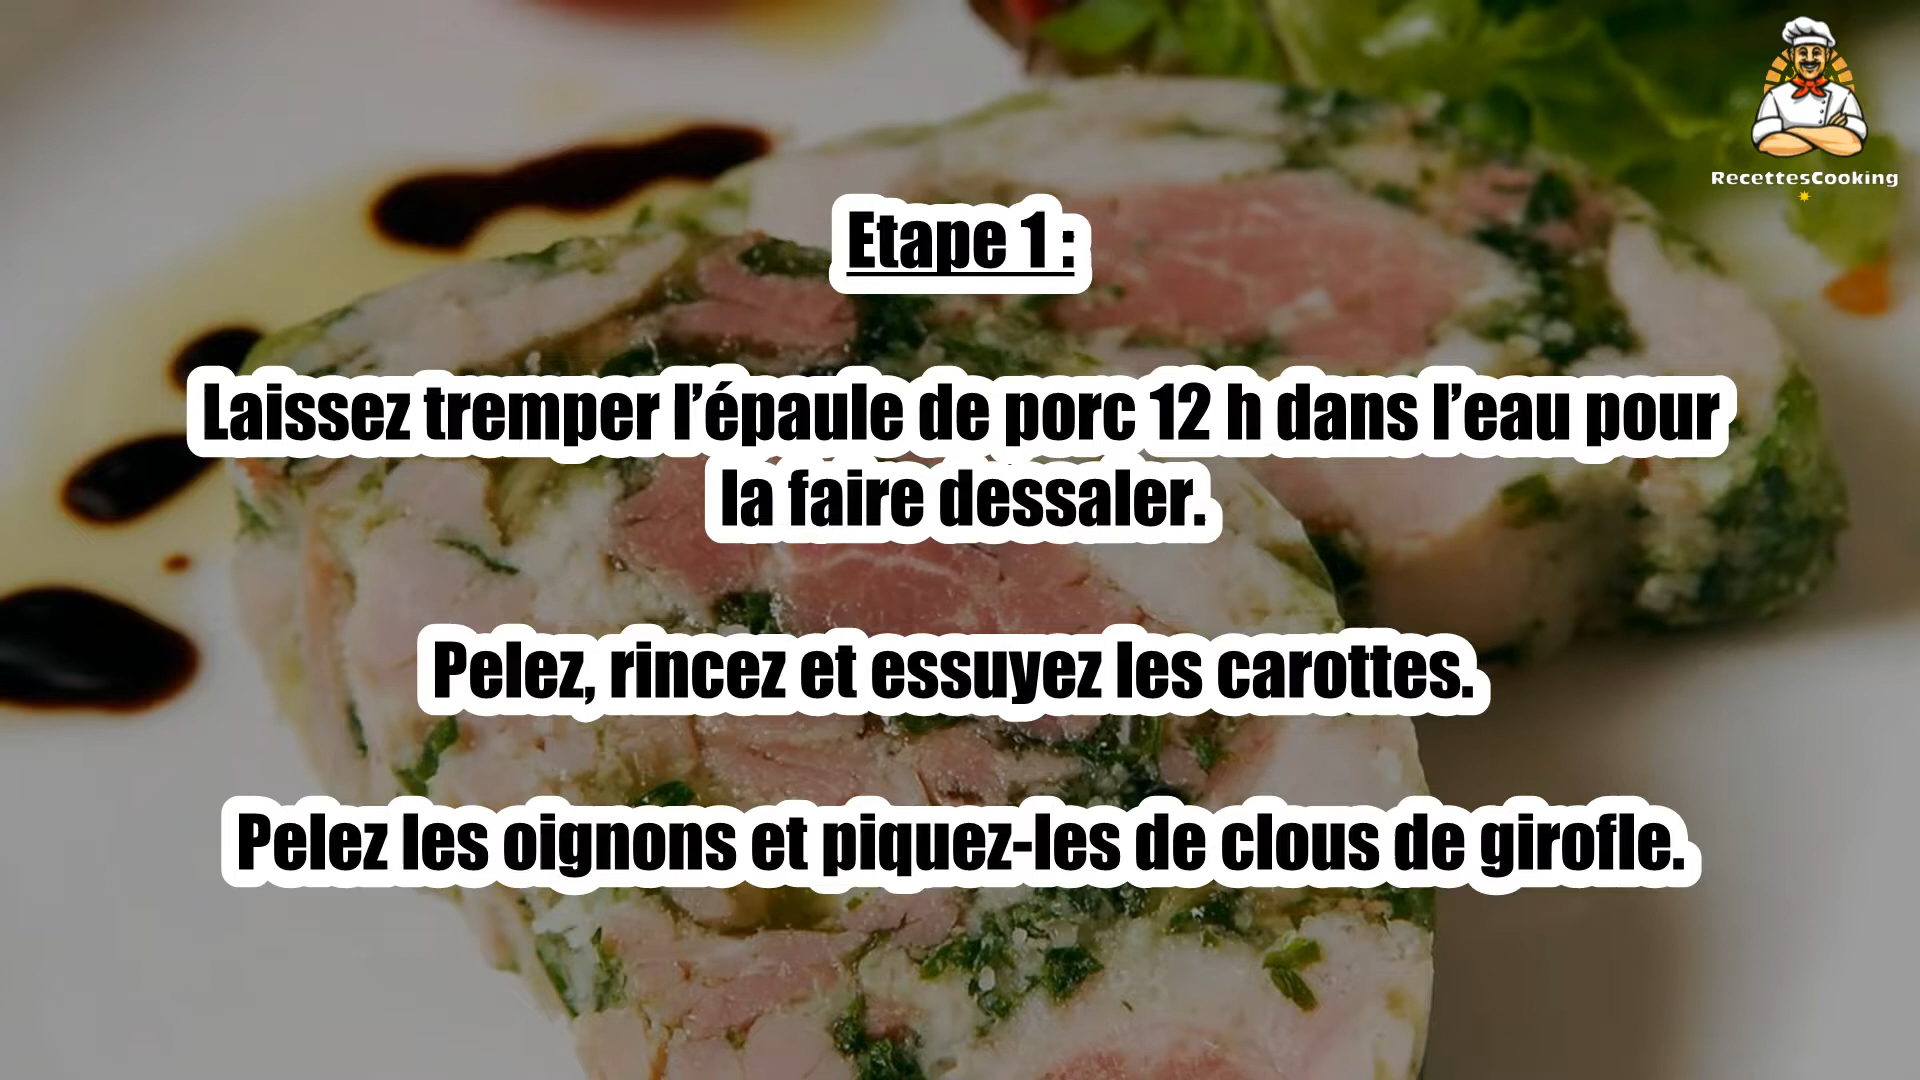 RecettesCooking
Etape 1 :
Laissez tremper l’épaule de porc 12 h dans l’eau pour
la faire dessaler.
Pelez, rincez et essuyez les carottes.
Pelez les oignons et piquez-les de clous de girofle.